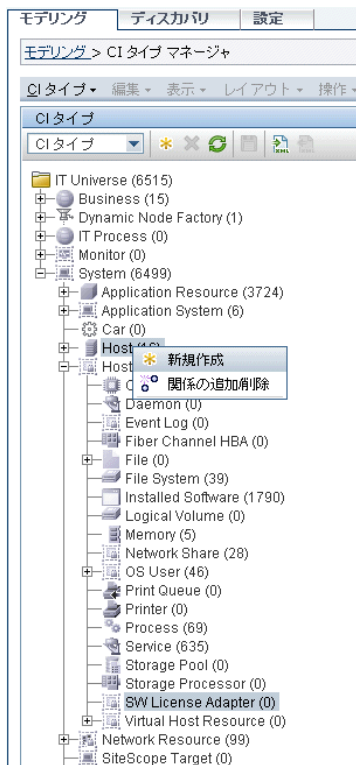 モデリング ディスカバリ 設定
モデリング > CI タイプ マネージャ
CI タイプ 編集 表示 レイアウト 操作
CI タイプ
CI タイプ
IT Universe (6515)
Business (15)
Dynamic Node Factory (1)
IT Process (0)
Monitor (0)
System (6499)
Application Resource (3724)
Application System (6)
Car (0)
Host (16)
新規作成
Host
関係の追加/削除
Daemon (0)
Event Log (0)
Fiber Channel HBA (0)
File (0)
File System (39)
Installed Software (1790)
Logical Volume (0)
Memory (5)
Network Share (28)
OS User (46)
Print Queue (0)
Printer (0)
Process (69)
Service (635)
Storage Pool (0)
Storage Processor (0)
SW License Adapter (0)
Virtual Host Resource (0)
Network Resource (99)
SiteScope Target (0)